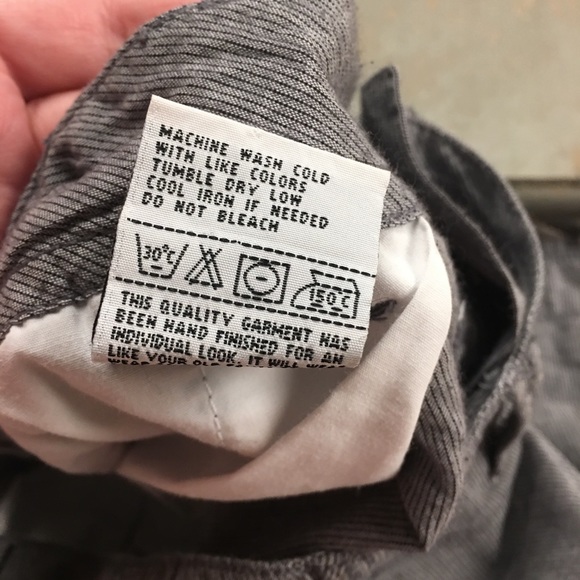 MACHINE WASH COLD
WITH LIKE COLORS
TUMBLE DRY LOW
COOL IRON IF NEEDED
DO NOT BLEACH
30°C
150°C
THIS QUALITY GARMENT HAS
BEEN HAND FINISHED FOR AN
INDIVIDUAL LOOK. IT WILL WEAR
LIKE YOUR OLD